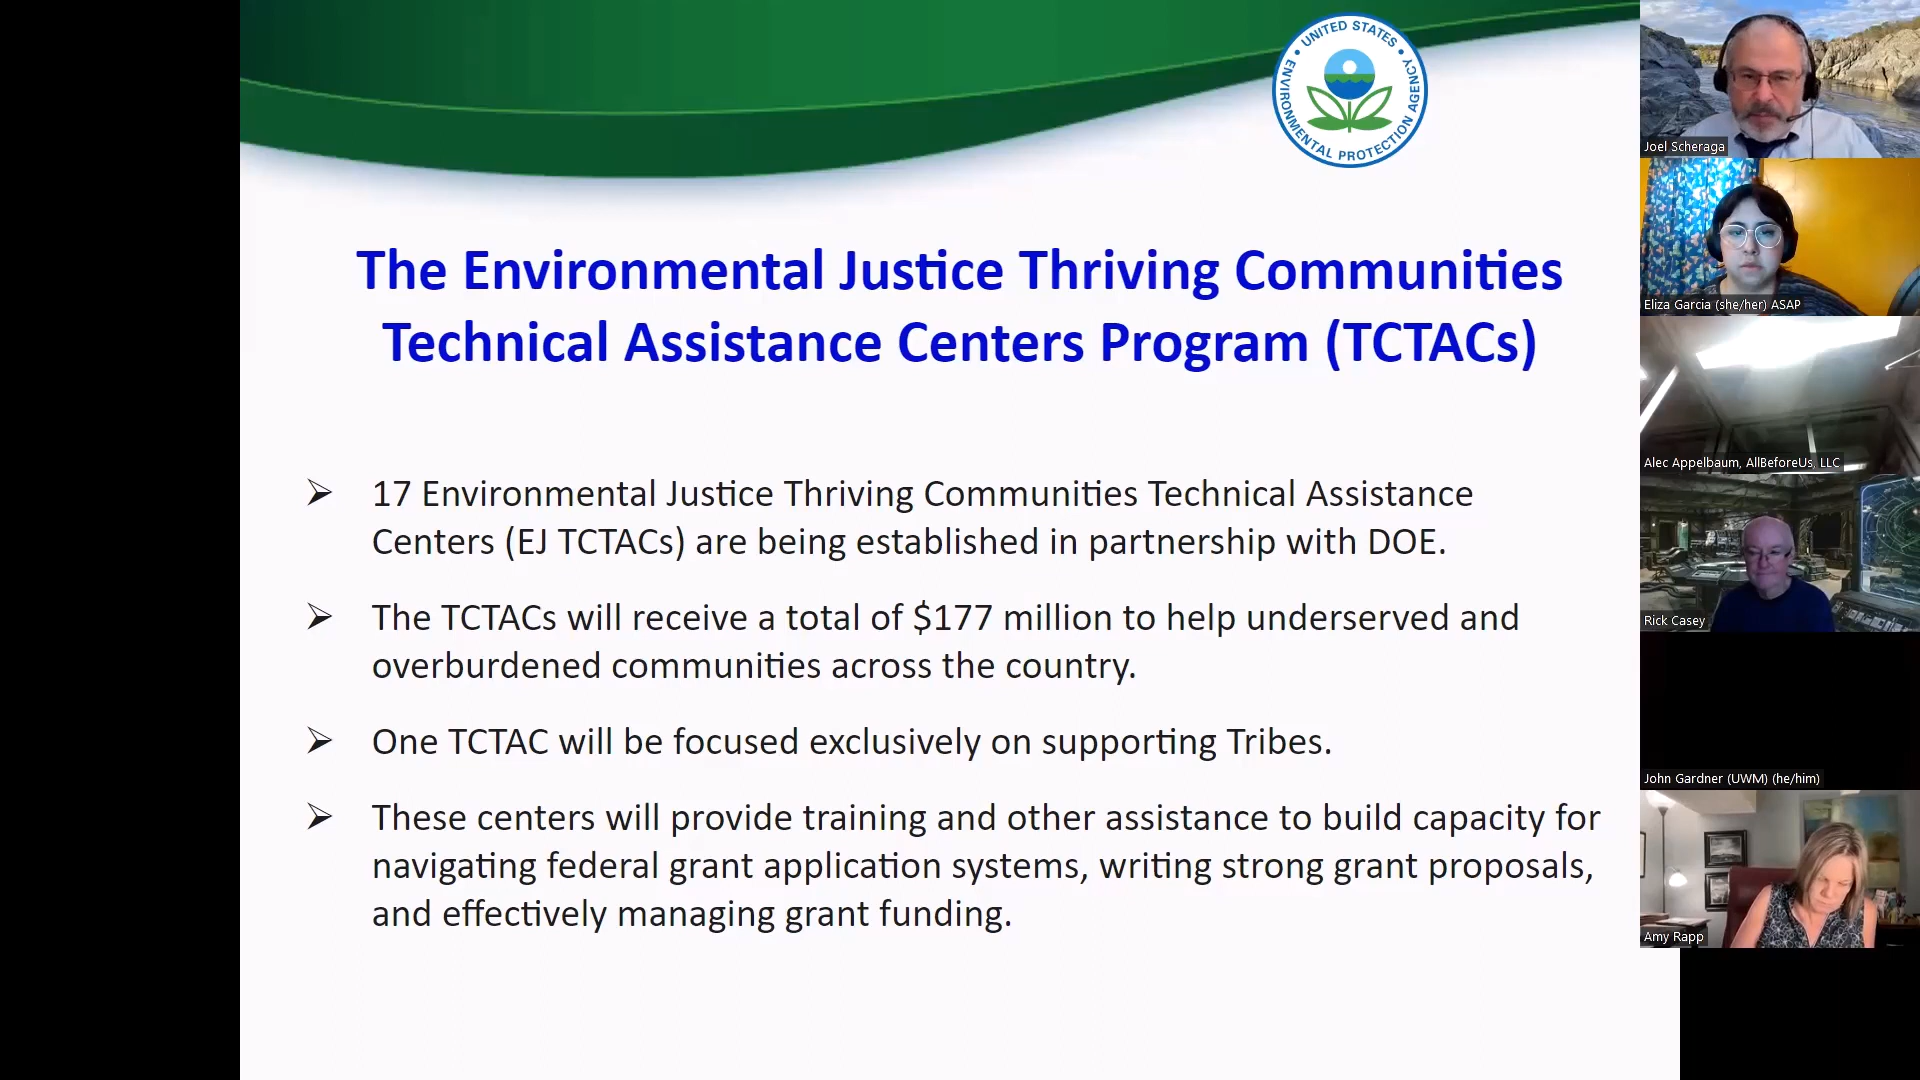 UNITED STATES
ENVIRONMENTAL PROTECTION AGENCY
The Environmental Justice Thriving Communities
Technical Assistance Centers Program (TCTACs)
➢ 17 Environmental Justice Thriving Communities Technical Assistance
Centers (EJ TCTACs) are being established in partnership with DOE.
➢ The TCTACs will receive a total of $177 million to help underserved and
overburdened communities across the country.
➢ One TCTAC will be focused exclusively on supporting Tribes.
➢ These centers will provide training and other assistance to build capacity for
navigating federal grant application systems, writing strong grant proposals,
and effectively managing grant funding.
Joel Scheraga
Eliza Garcia (she/her) ASAP
Alec Appelbaum, AllBeforeUs, LLC
Rick Casey
John Gardner (UWM) (he/him)
Amy Rapp